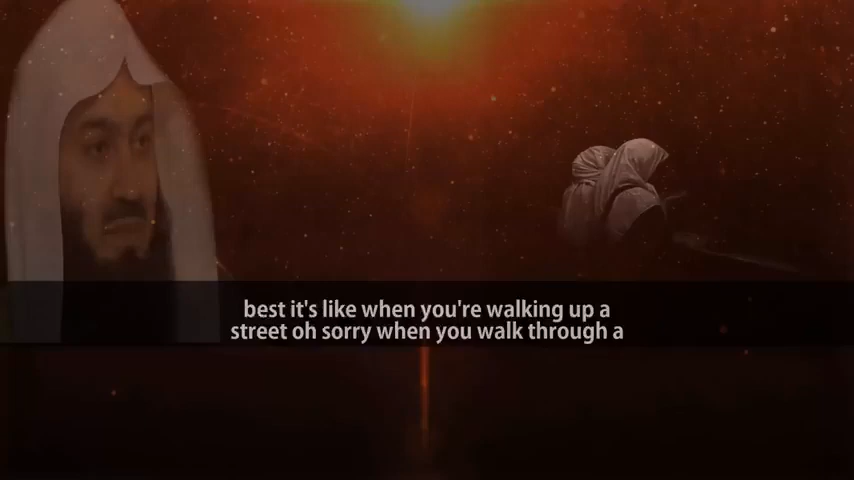 best it's like when you're walking up a
street oh sorry when you walk through a